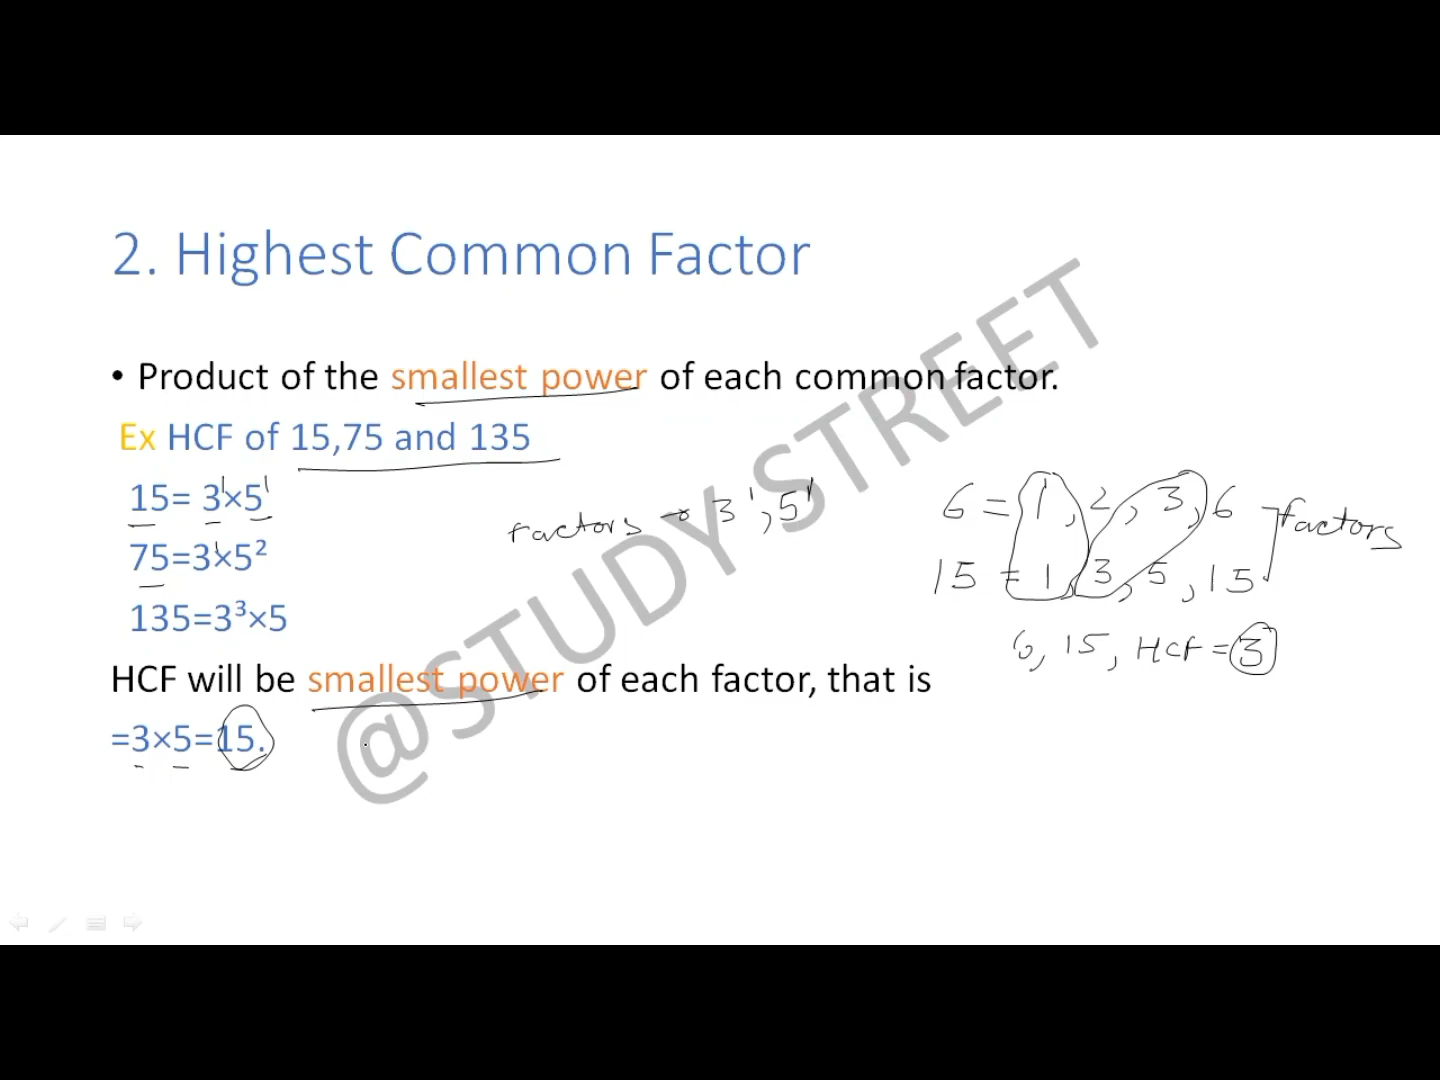 2. Highest Common Factor
• Product of the smallest power of each common factor.
Ex HCF of 15,75 and 135
15= 3¹×5¹
75=3¹×5²
135=3³×5
HCF will be smallest power of each factor, that is
=3×5=15.
factors → 3¹, 5¹
6 = 1, 2, 3, 6
15 = 1, 3, 5, 15
factors
6, 15, HCF = 3
@STUDY STREET